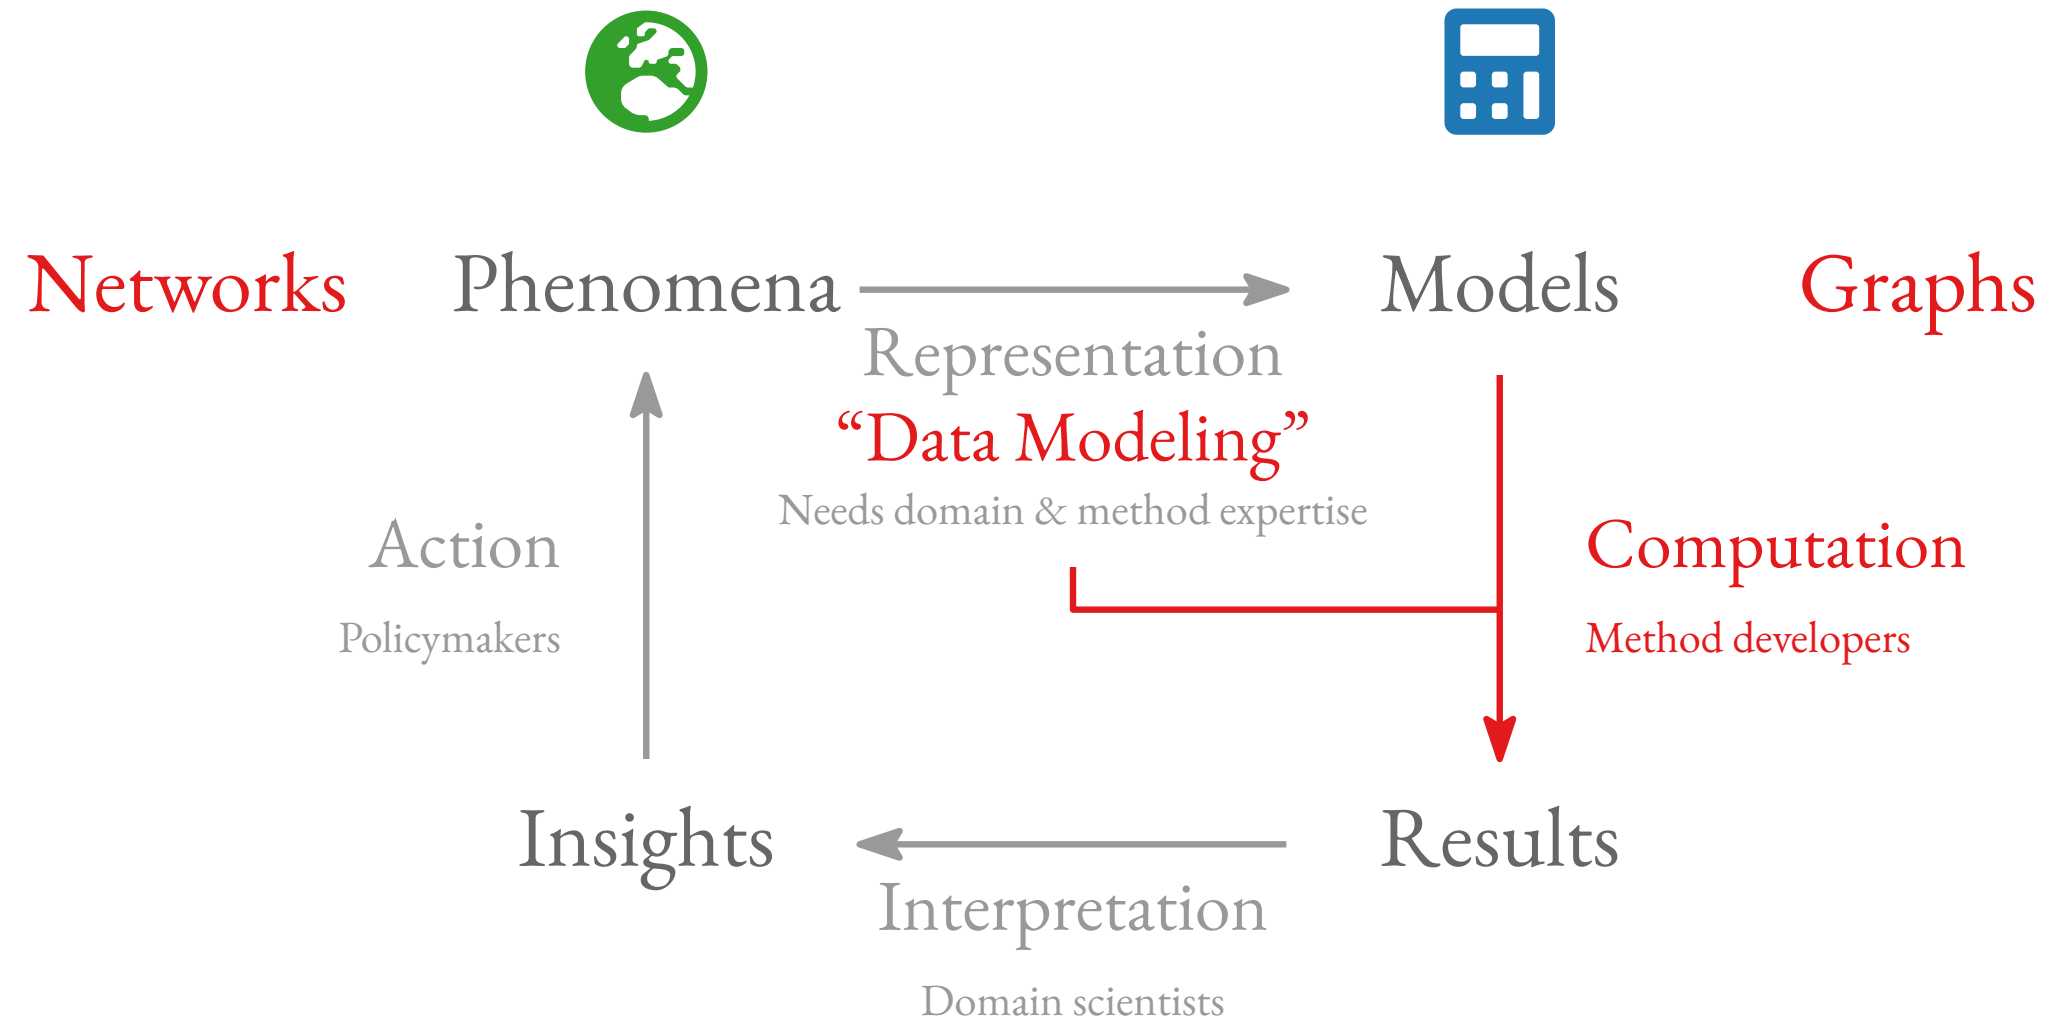 Networks
Phenomena
Models
Graphs
Representation
“Data Modeling”
Needs domain & method expertise
Action
Policymakers
Computation
Method developers
Insights
Results
Interpretation
Domain scientists